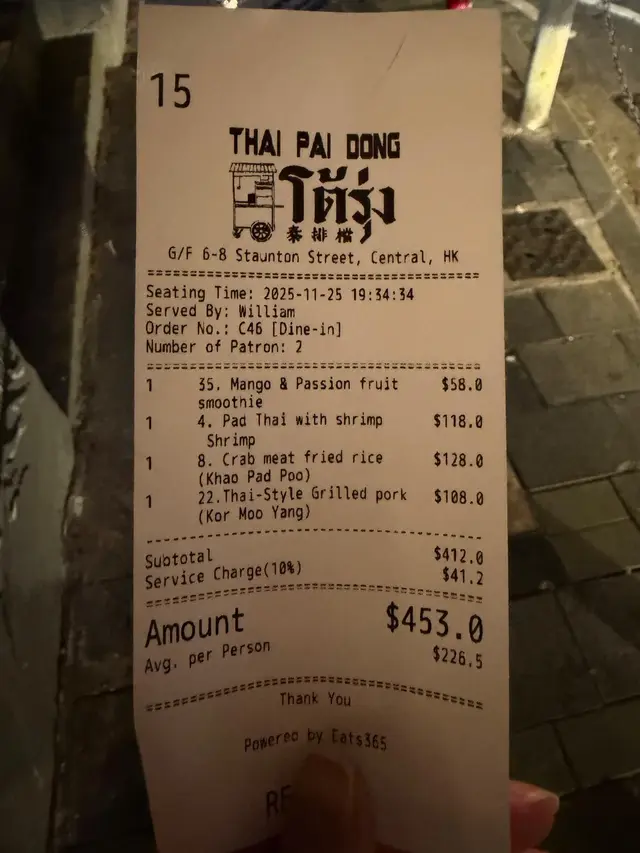 15
THAI PAI DONG
โต้รุ่ง
泰排檔
G/F 6-8 Staunton Street, Central, HK
Seating Time: 2025-11-25 19:34:34
Served By: William
Order No.: C46 [Dine-in]
Number of Patron: 2
1 35. Mango & Passion fruit smoothie $58.0
1 4. Pad Thai with shrimp $118.0
Shrimp
1 8. Crab meat fried rice $128.0
(Khao Pad Poo)
1 22.Thai-Style Grilled pork $108.0
(Kor Moo Yang)
Subtotal $412.0
Service Charge(10%) $41.2
Amount $453.0
Avg. per Person $226.5
Thank You
Powered by Eats365